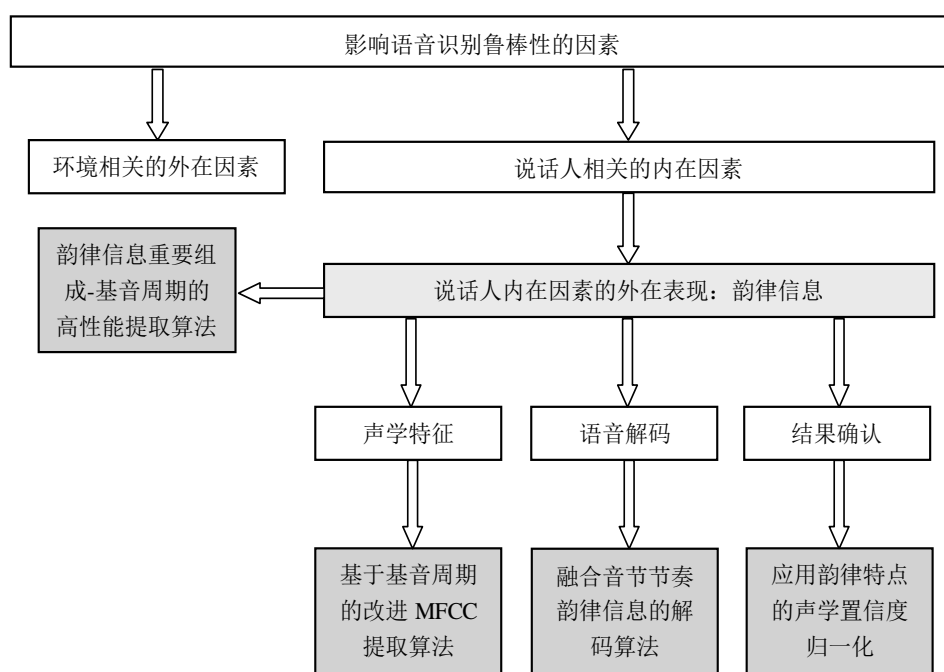 影响语音识别鲁棒性的因素
环境相关的外在因素
说话人相关的内在因素
韵律信息重要组
成-基音周期的
高性能提取算法
说话人内在因素的外在表现：韵律信息
声学特征
语音解码
结果确认
基于基音周期
的改进 MFCC
提取算法
融合音节节奏
韵律信息的解
码算法
应用韵律特点
的声学置信度
归一化